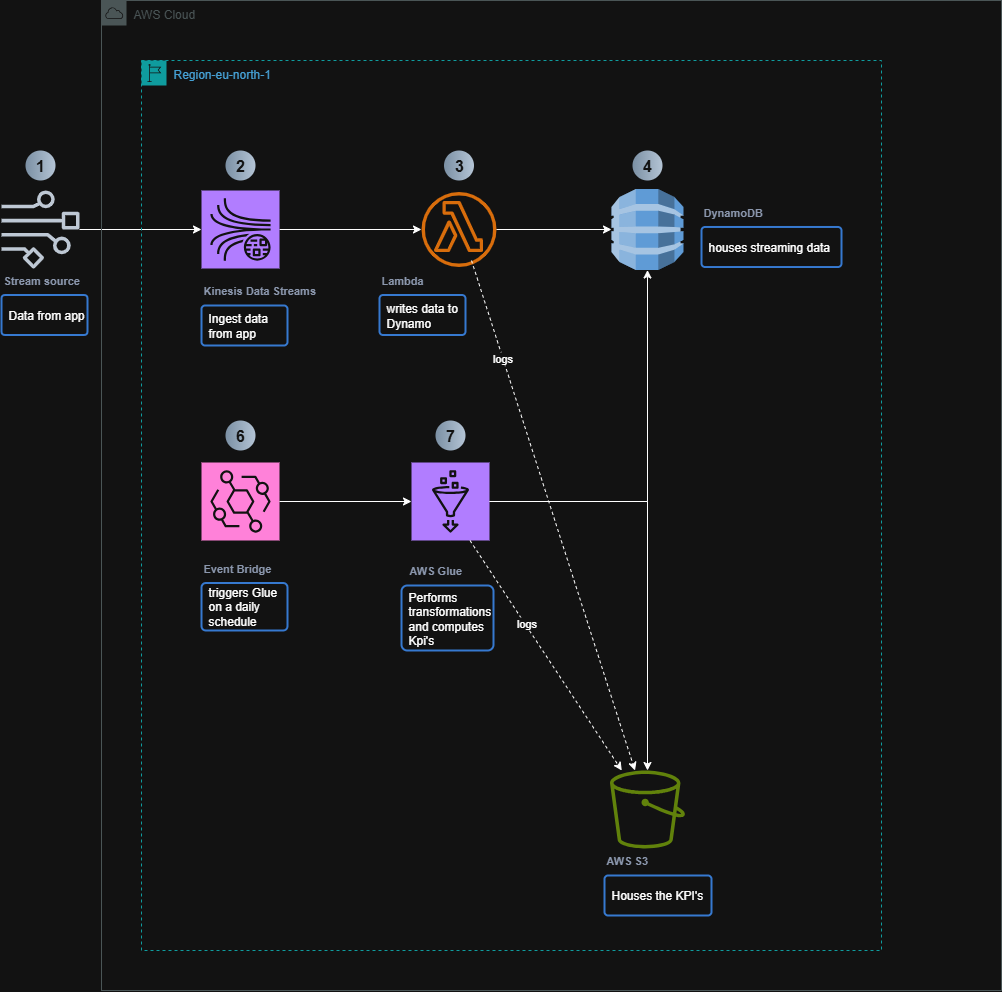 AWS Cloud
Region-eu-north-1
1
2
3
4
Stream source
Data from app
Kinesis Data Streams
Ingest data
from app
Lambda
writes data to
Dynamo
DynamoDB
houses streaming data
logs
6
7
Event Bridge
triggers Glue
on a daily
schedule
AWS Glue
Performs
transformations
and computes
Kpi's
logs
AWS S3
Houses the KPI's